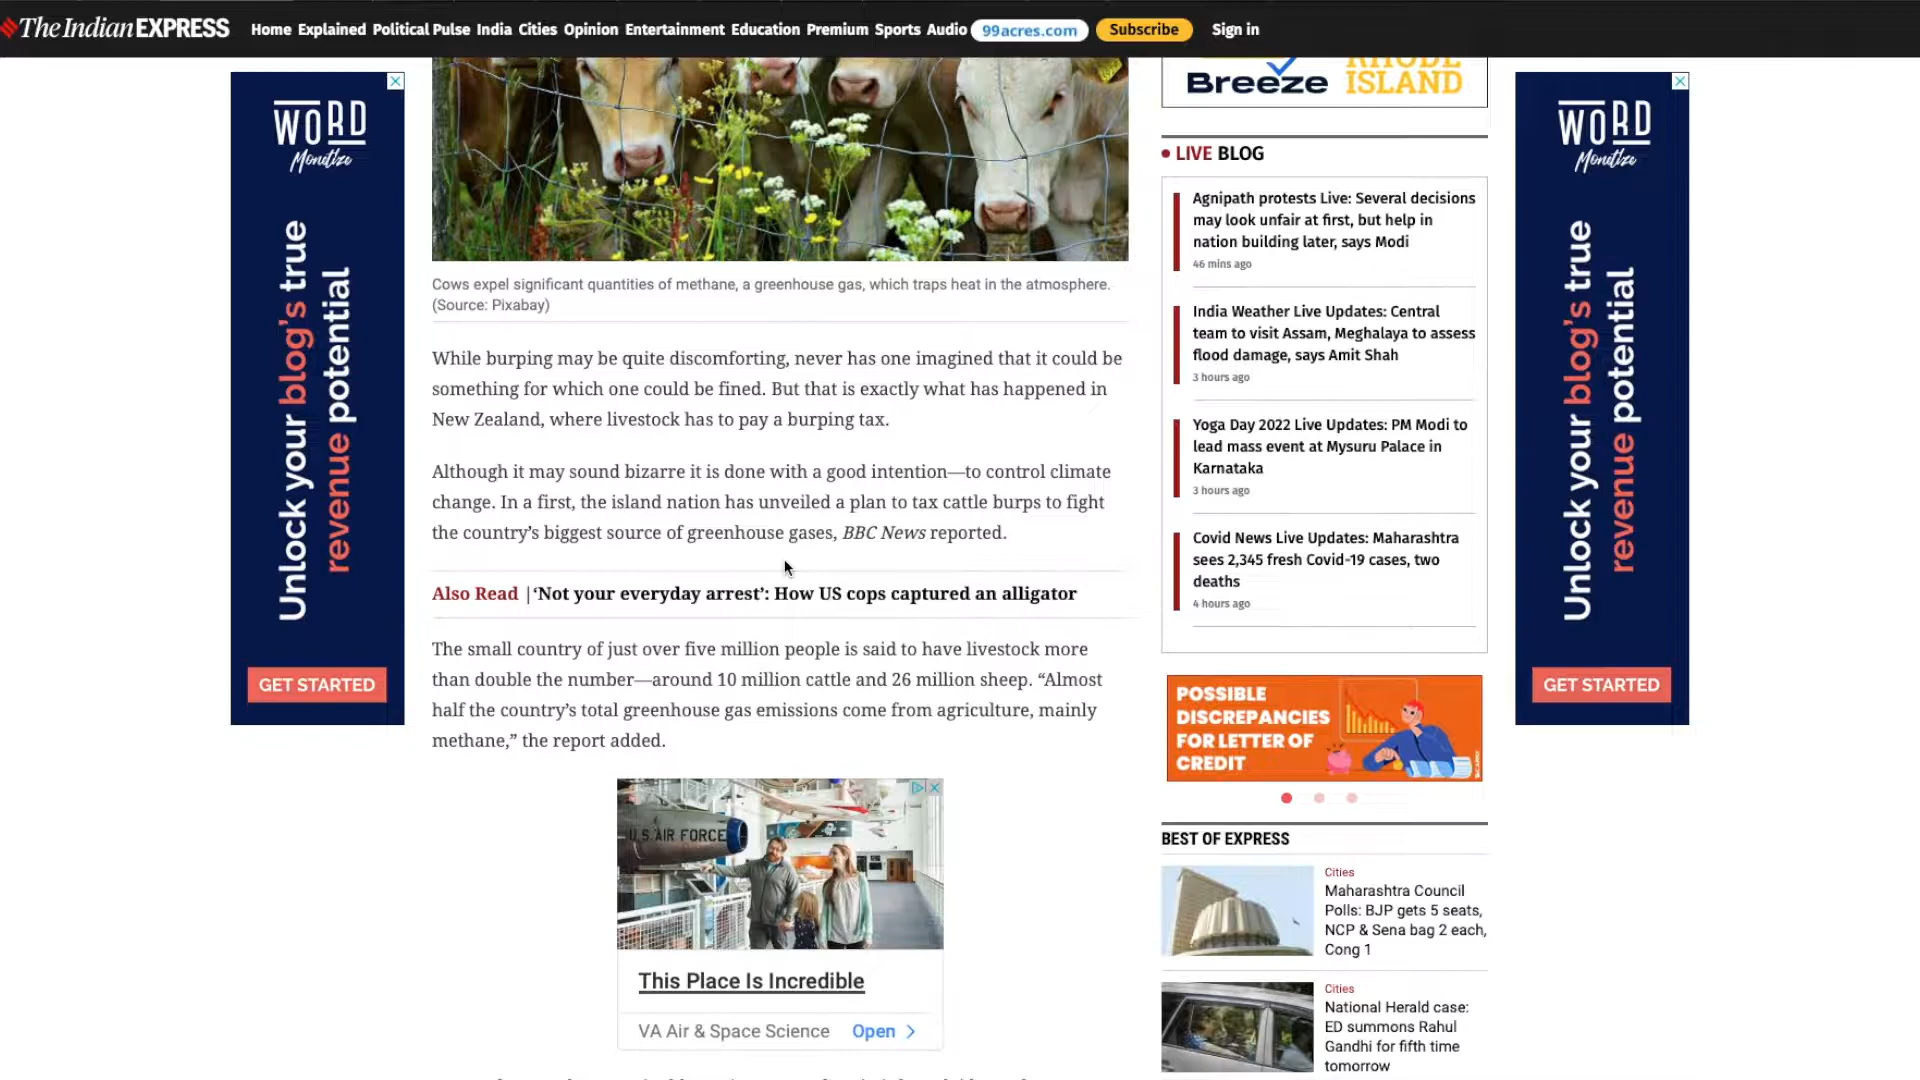 The Indian EXPRESS
Home Explained Political Pulse India Cities Opinion Entertainment Education Premium Sports Audio 99acres.com Subscribe Sign in
WORD
Monetize
Unlock your blog's true
revenue potential
GET STARTED
Cows expel significant quantities of methane, a greenhouse gas, which traps heat in the atmosphere.
(Source: Pixabay)
While burping may be quite discomforting, never has one imagined that it could be
something for which one could be fined. But that is exactly what has happened in
New Zealand, where livestock has to pay a burping tax.
Although it may sound bizarre it is done with a good intention—to control climate
change. In a first, the island nation has unveiled a plan to tax cattle burps to fight
the country’s biggest source of greenhouse gases, BBC News reported.
Also Read |‘Not your everyday arrest’: How US cops captured an alligator
The small country of just over five million people is said to have livestock more
than double the number—around 10 million cattle and 26 million sheep. “Almost
half the country’s total greenhouse gas emissions come from agriculture, mainly
methane,” the report added.
U.S. AIR FORCE
This Place Is Incredible
VA Air & Space Science Open >
Breeze
RHODE
ISLAND
LIVE BLOG
Agnipath protests Live: Several decisions
may look unfair at first, but help in
nation building later, says Modi
46 mins ago
India Weather Live Updates: Central
team to visit Assam, Meghalaya to assess
flood damage, says Amit Shah
3 hours ago
Yoga Day 2022 Live Updates: PM Modi to
lead mass event at Mysuru Palace in
Karnataka
3 hours ago
Covid News Live Updates: Maharashtra
sees 2,345 fresh Covid-19 cases, two
deaths
4 hours ago
POSSIBLE
DISCREPANCIES
FOR LETTER OF
CREDIT
BEST OF EXPRESS
Cities
Maharashtra Council
Polls: BJP gets 5 seats,
NCP & Sena bag 2 each,
Cong 1
Cities
National Herald case:
ED summons Rahul
Gandhi for fifth time
tomorrow
WORD
Monetize
Unlock your blog's true
revenue potential
GET STARTED